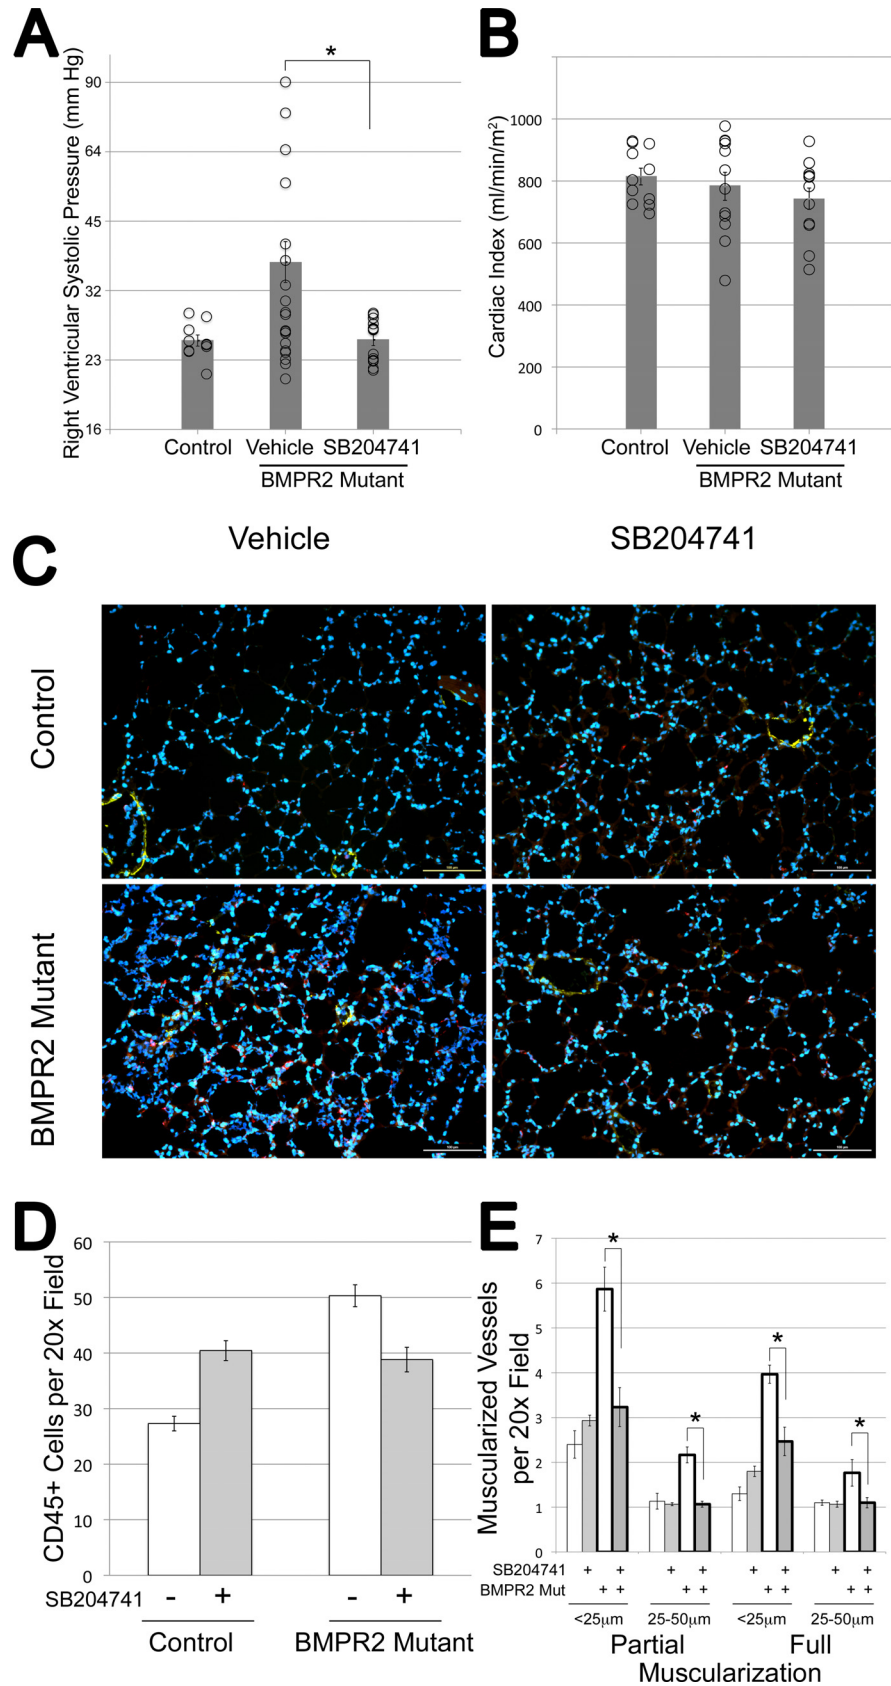 A
Right Ventricular Systolic Pressure (mm Hg)
90
64
45
32
23
16
*
Control Vehicle SB204741
BMPR2 Mutant
B
Cardiac Index (ml/min/m²)
1000
800
600
400
200
0
Control Vehicle SB204741
BMPR2 Mutant
C
Vehicle SB204741
Control
BMPR2 Mutant
D
CD45+ Cells per 20x Field
60
50
40
30
20
10
0
SB204741 - + - +
Control BMPR2 Mutant
E
Muscularized Vessels
per 20x Field
7
6
5
4
3
2
1
0
* * * *
SB204741 + + + + + + + +
BMPR2 Mut + + + + + + + +
<25μm 25-50μm <25μm 25-50μm
Partial Full
Muscularization